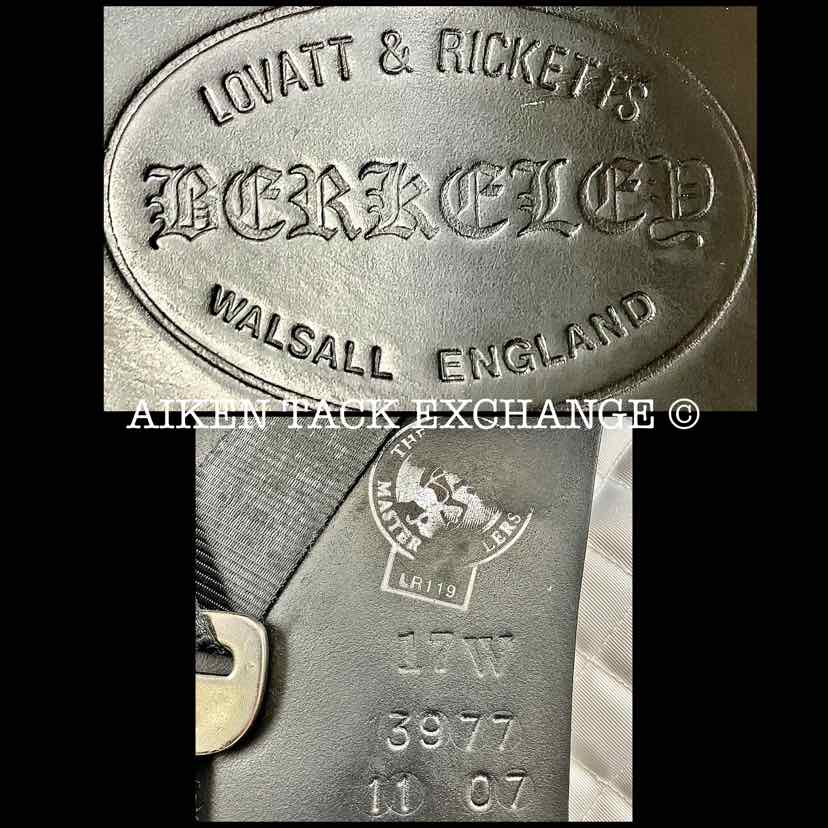 LOVATT & RICKETTS
BERKELEY
WALSALL ENGLAND
AIKEN TACK EXCHANGE ©
THE
MASTER
LERS
LR119
17W
3977
11 07